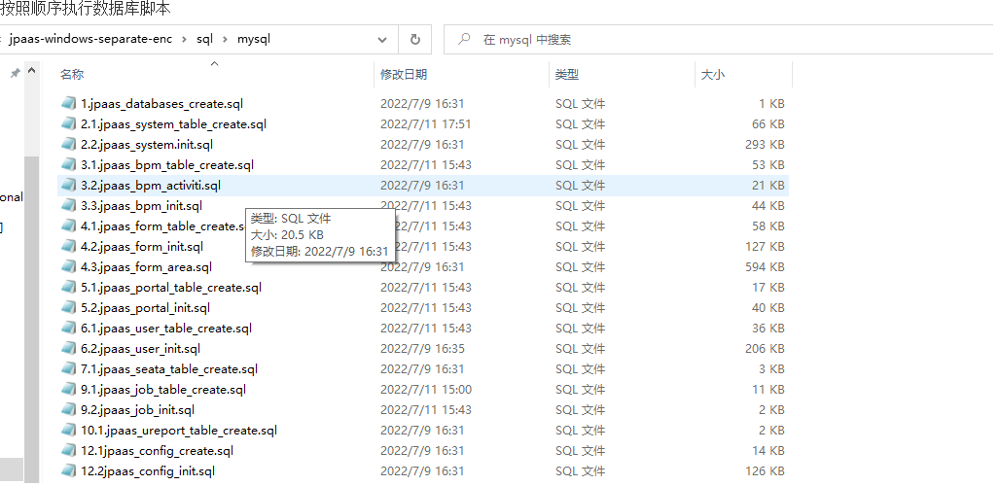 按照顺序执行数据库脚本
jpaas-windows-separate-enc › sql › mysql 在 mysql 中搜索
名称 修改日期 类型 大小
1.jpaas_databases_create.sql 2022/7/9 16:31 SQL 文件 1 KB
2.1.jpaas_system_table_create.sql 2022/7/11 17:51 SQL 文件 66 KB
2.2.jpaas_system.init.sql 2022/7/9 16:31 SQL 文件 293 KB
3.1.jpaas_bpm_table_create.sql 2022/7/11 15:43 SQL 文件 53 KB
3.2.jpaas_bpm_activiti.sql 2022/7/9 16:31 SQL 文件 21 KB
3.3.jpaas_bpm_init.sql 2022/7/11 15:43 SQL 文件 44 KB
4.1.jpaas_form_table_create.s 2022/7/11 15:43 SQL 文件 58 KB
4.2.jpaas_form_init.sql 2022/7/11 15:43 SQL 文件 127 KB
4.3.jpaas_form_area.sql 2022/7/9 16:31 SQL 文件 594 KB
类型: SQL 文件
大小: 20.5 KB
修改日期: 2022/7/9 16:31
5.1.jpaas_portal_table_create.sql 2022/7/11 15:43 SQL 文件 17 KB
5.2.jpaas_portal_init.sql 2022/7/11 15:43 SQL 文件 40 KB
6.1.jpaas_user_table_create.sql 2022/7/11 15:43 SQL 文件 36 KB
6.2.jpaas_user_init.sql 2022/7/9 16:35 SQL 文件 206 KB
7.1.jpaas_seata_table_create.sql 2022/7/9 16:31 SQL 文件 3 KB
9.1.jpaas_job_table_create.sql 2022/7/11 15:00 SQL 文件 11 KB
9.2.jpaas_job_init.sql 2022/7/11 15:43 SQL 文件 2 KB
10.1.jpaas_ureport_table_create.sql 2022/7/9 16:31 SQL 文件 2 KB
12.1jpaas_config_create.sql 2022/7/9 16:31 SQL 文件 14 KB
12.2jpaas_config_init.sql 2022/7/9 16:31 SQL 文件 126 KB
onal